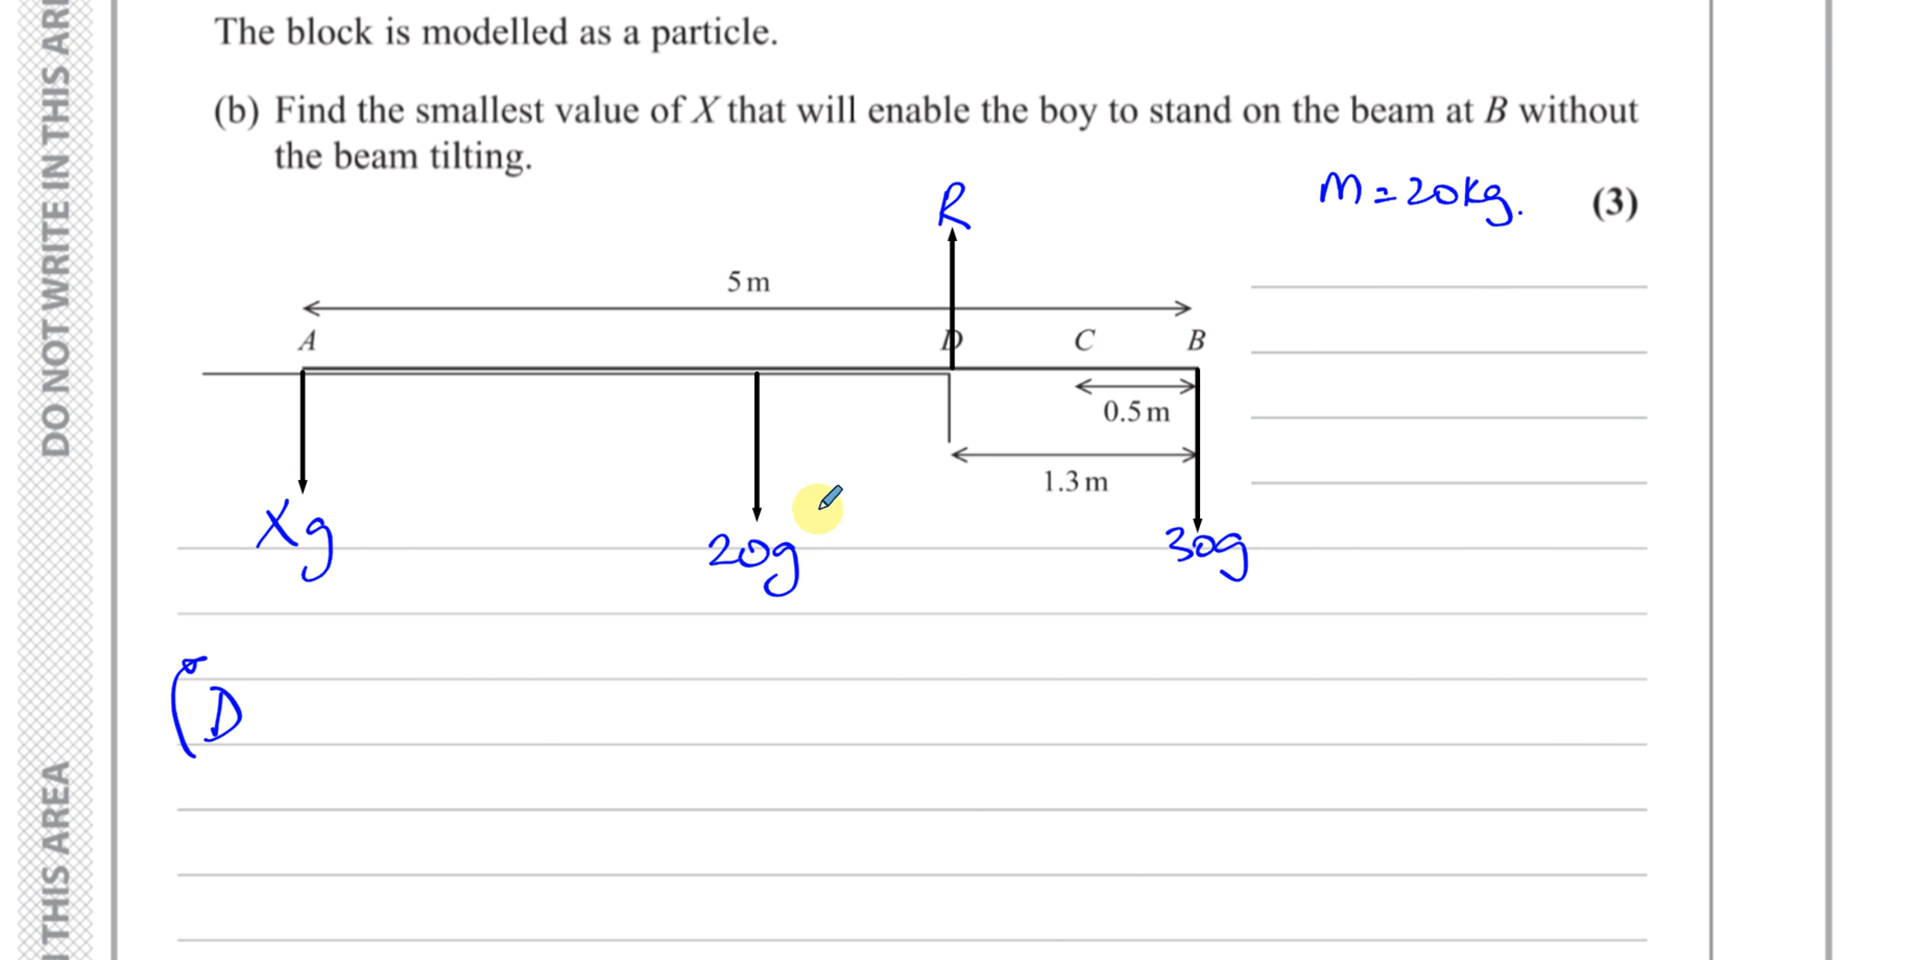 The block is modelled as a particle.
(b) Find the smallest value of X that will enable the boy to stand on the beam at B without
the beam tilting.
m = 20kg. (3)
R
5 m
A D C B
0.5 m
1.3 m
Xg 20g 30g
D
DO NOT WRITE IN THIS ARE
THIS AREA